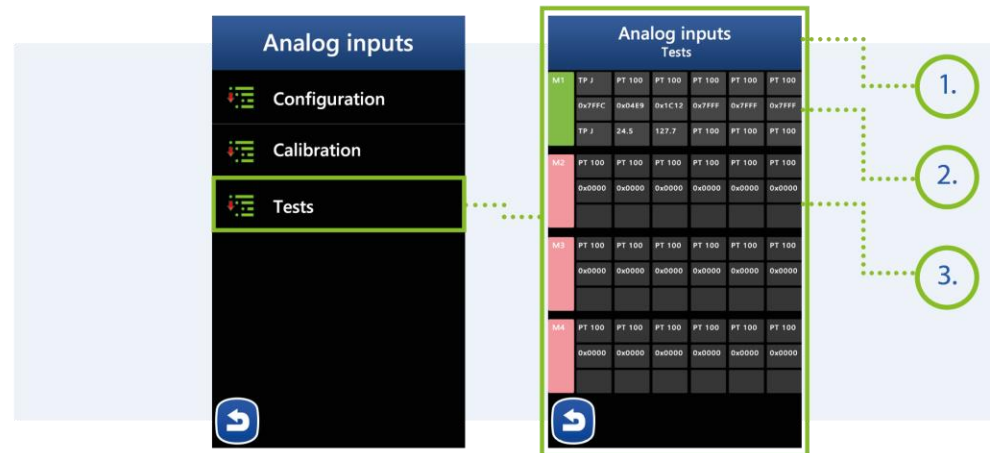 Analog inputs
Configuration
Calibration
Tests
Analog inputs
Tests
M1 TP J PT 100 PT 100 PT 100 PT 100 PT 100
0x7FFC 0x04E9 0x1C12 0x7FFF 0x7FFF 0x7FFF
TP J 24.5 127.7 PT 100 PT 100 PT 100
M2 PT 100 PT 100 PT 100 PT 100 PT 100 PT 100
0x0000 0x0000 0x0000 0x0000 0x0000 0x0000
M3 PT 100 PT 100 PT 100 PT 100 PT 100 PT 100
0x0000 0x0000 0x0000 0x0000 0x0000 0x0000
M4 PT 100 PT 100 PT 100 PT 100 PT 100 PT 100
0x0000 0x0000 0x0000 0x0000 0x0000 0x0000
1.
2.
3.